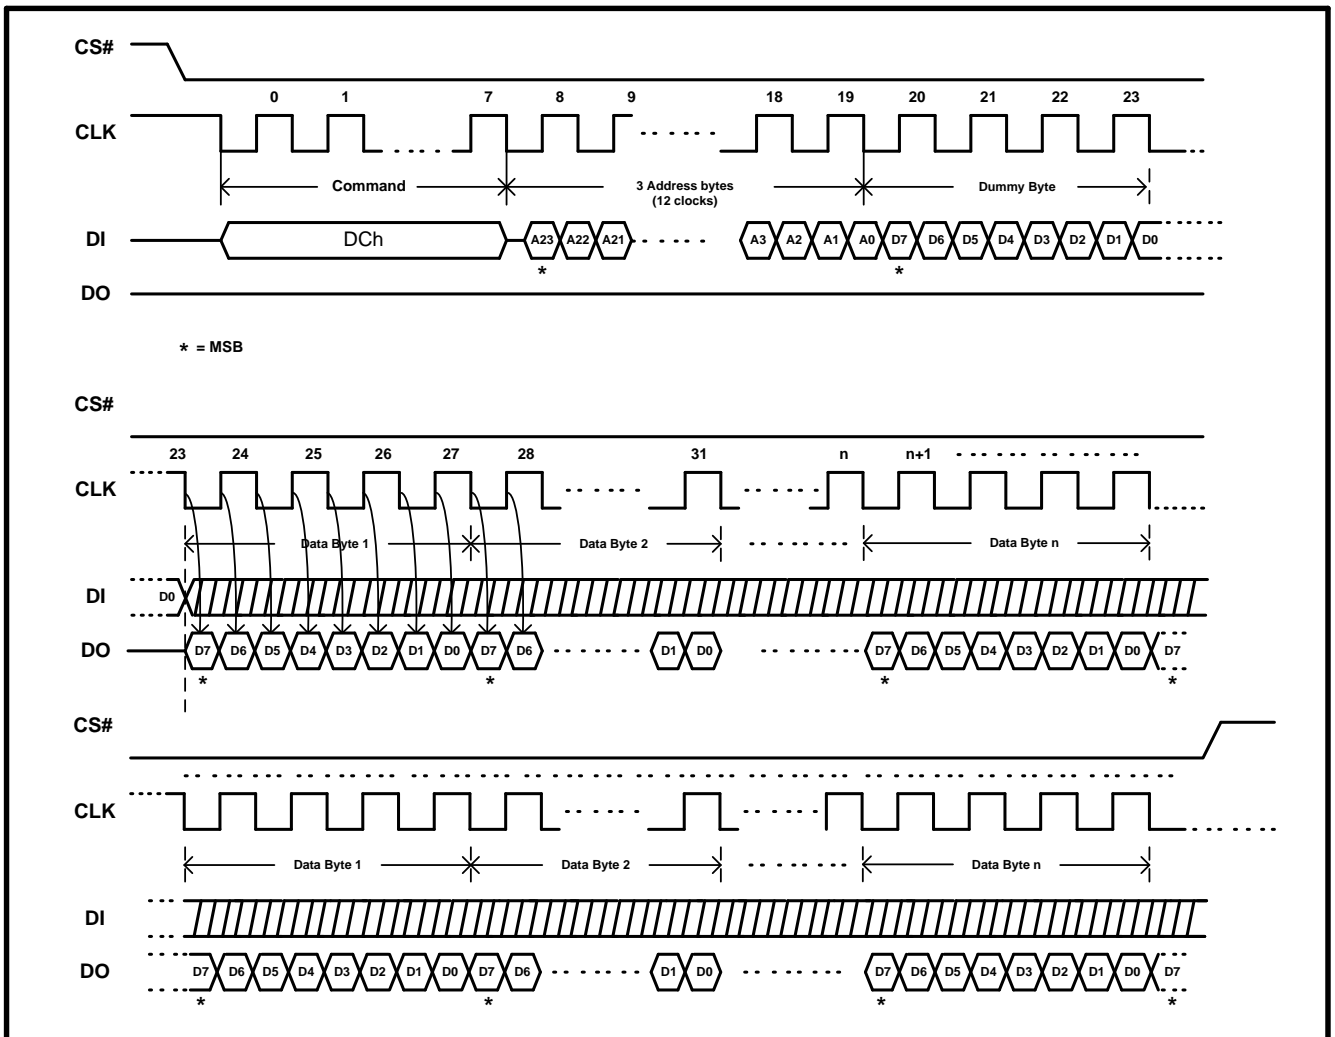 CS#
0 1 7 8 9 18 19 20 21 22 23
CLK
Command 3 Address bytes (12 clocks) Dummy Byte
DI DCh A23 A22 A21 A3 A2 A1 A0 D7 D6 D5 D4 D3 D2 D1 D0
* *
DO
* = MSB
CS#
23 24 25 26 27 28 31 n n+1
CLK
Data Byte 1 Data Byte 2 Data Byte n
DI D0
DO D7 D6 D5 D4 D3 D2 D1 D0 D7 D6 D1 D0 D7 D6 D5 D4 D3 D2 D1 D0 D7
* * * *
CS#
CLK
Data Byte 1 Data Byte 2 Data Byte n
DI
DO D7 D6 D5 D4 D3 D2 D1 D0 D7 D6 D1 D0 D7 D6 D5 D4 D3 D2 D1 D0 D7
* * * *